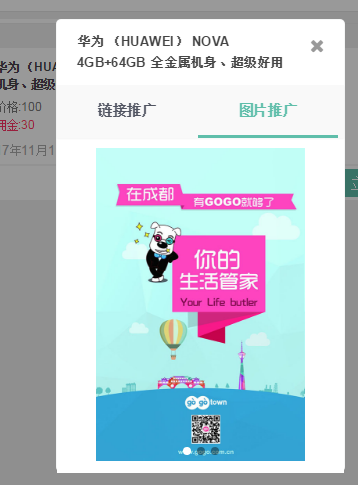 华为 （HUAWEI） NOVA
4GB+64GB 全金属机身、超级好用
链接推广
图片推广
华为 （HUA
机身、超级
价格:100
佣金:30
17年11月1
在成都
有GOGO就够了
你的
生活管家
Your Life butler
go go town